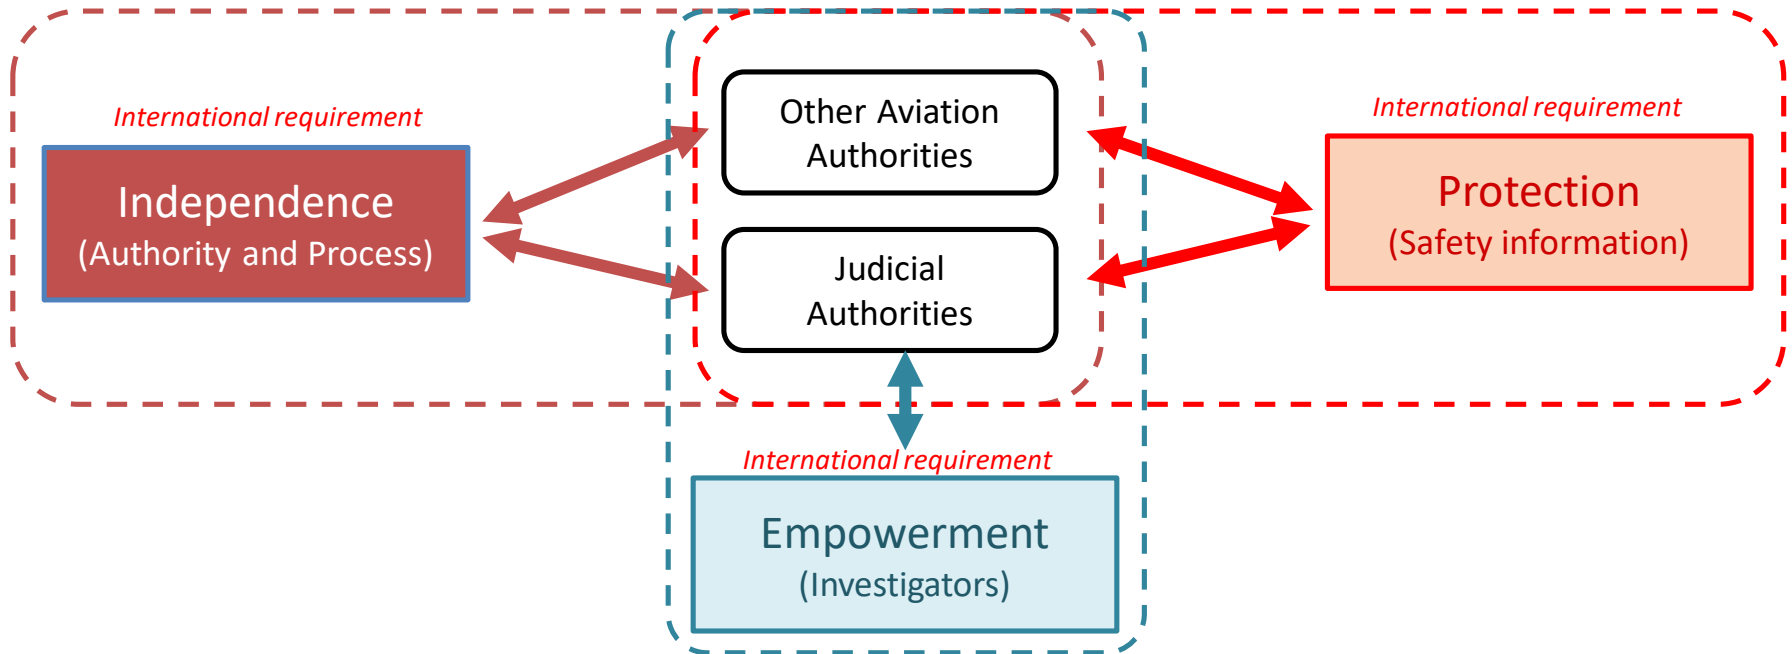 International requirement
Independence
(Authority and Process)
Other Aviation
Authorities
Judicial
Authorities
International requirement
Protection
(Safety information)
International requirement
Empowerment
(Investigators)